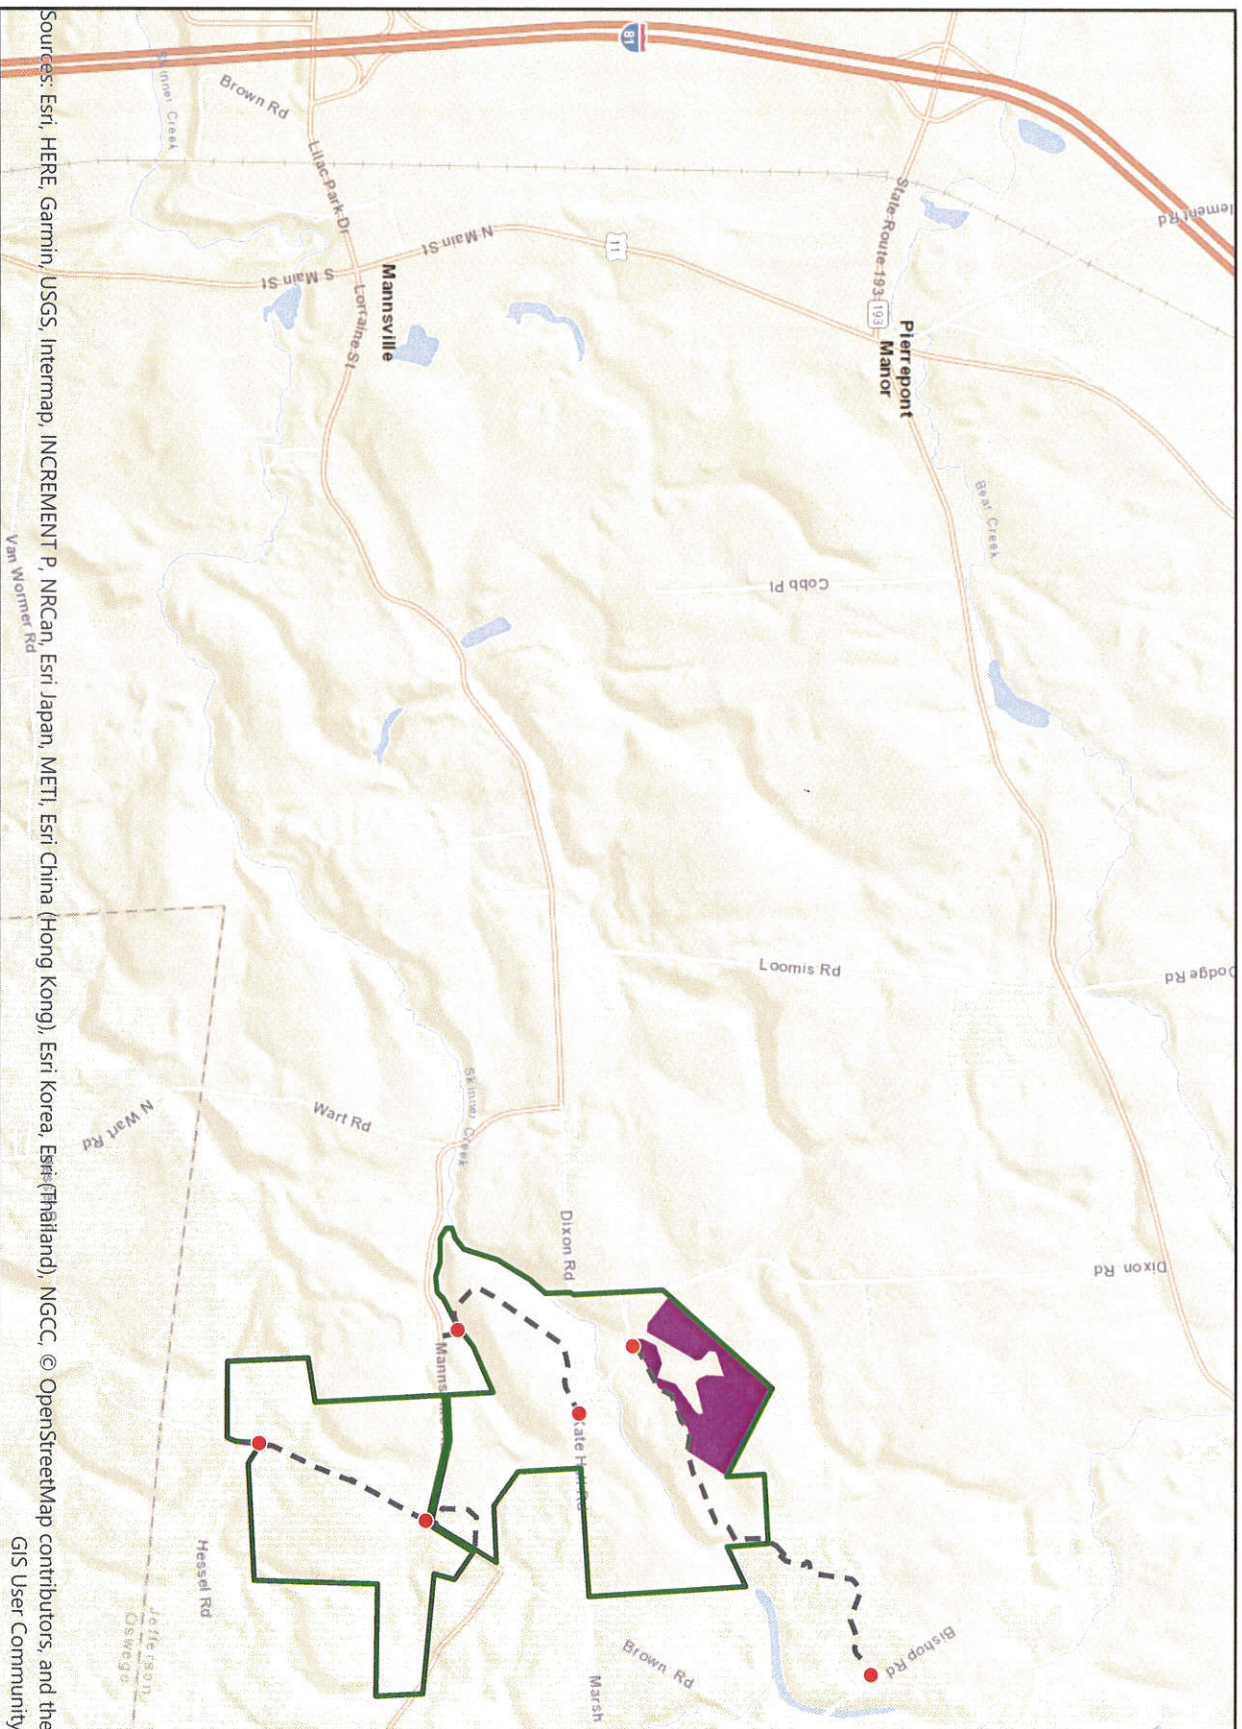 81
Brown Rd
Skinner Creek
Lilac Park Dr
State Route 193
193
lement Rd
N Main St
11
S Main St
Lorraine St
Mannsville
Pierrepont
Manor
Bear Creek
Cobb Pl
Van Wormer Rd
Loomis Rd
Dodge Rd
Skinner Creek
Wart Rd
N Wart Rd
Dixon Rd
Dixon Rd
Hessel Rd
Brown Rd
Bishop Rd
Marsh
Jefferson
Oswego
Sources: Esri, HERE, Garmin, USGS, Intermap, INCREMENT P, NRCan, Esri Japan, METI, Esri China (Hong Kong), Esri Korea, Esri (Thailand), NGCC, © OpenStreetMap contributors, and the
GIS User Community